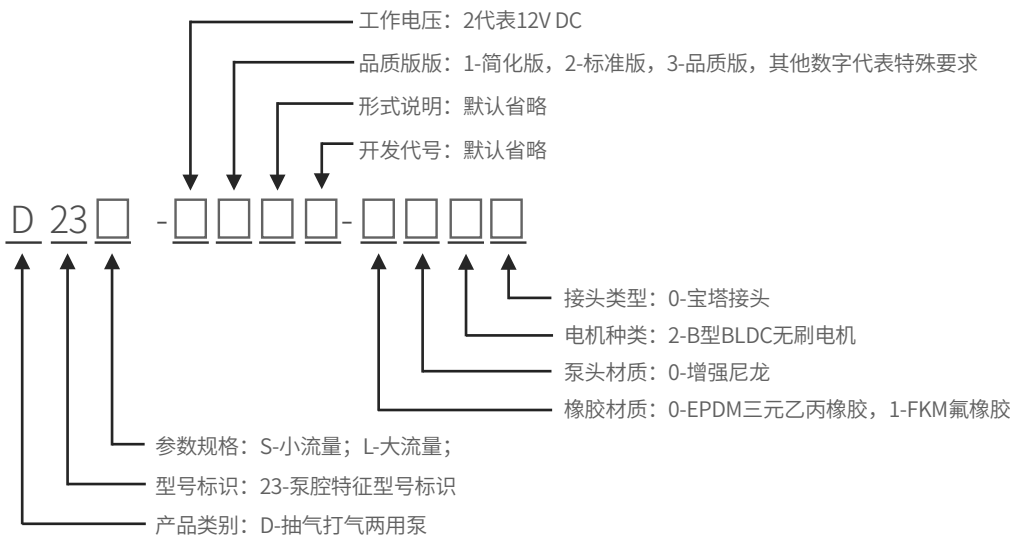 工作电压：2代表12V DC
品质版版：1-简化版，2-标准版，3-品质版，其他数字代表特殊要求
形式说明：默认省略
开发代号：默认省略
D 23□ -□□□□-□□□□
接头类型：0-宝塔接头
电机种类：2-B型BLDC无刷电机
泵头材质：0-增强尼龙
橡胶材质：0-EPDM三元乙丙橡胶，1-FKM氟橡胶
参数规格：S-小流量；L-大流量；
型号标识：23-泵腔特征型号标识
产品类别：D-抽气打气两用泵